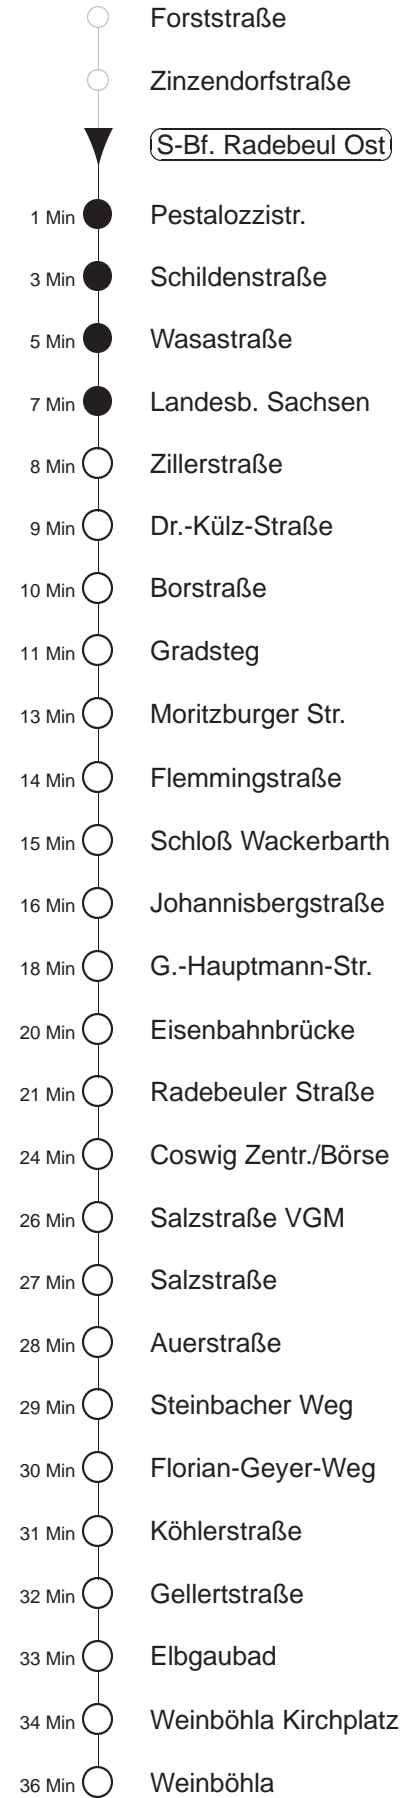 Forststraße
Zinzendorfstraße
S-Bf. Radebeul Ost
1 Min Pestalozzistr.
3 Min Schildenstraße
5 Min Wasastraße
7 Min Landesb. Sachsen
8 Min Zillerstraße
9 Min Dr.-Külz-Straße
10 Min Borstraße
11 Min Gradsteg
13 Min Moritzburger Str.
14 Min Flemmingstraße
15 Min Schloß Wackerbarth
16 Min Johannisbergstraße
18 Min G.-Hauptmann-Str.
20 Min Eisenbahnbrücke
21 Min Radebeuler Straße
24 Min Coswig Zentr./Börse
26 Min Salzstraße VGM
27 Min Salzstraße
28 Min Auerstraße
29 Min Steinbacher Weg
30 Min Florian-Geyer-Weg
31 Min Köhlerstraße
32 Min Gellertstraße
33 Min Elbgaubad
34 Min Weinböhla Kirchplatz
36 Min Weinböhla